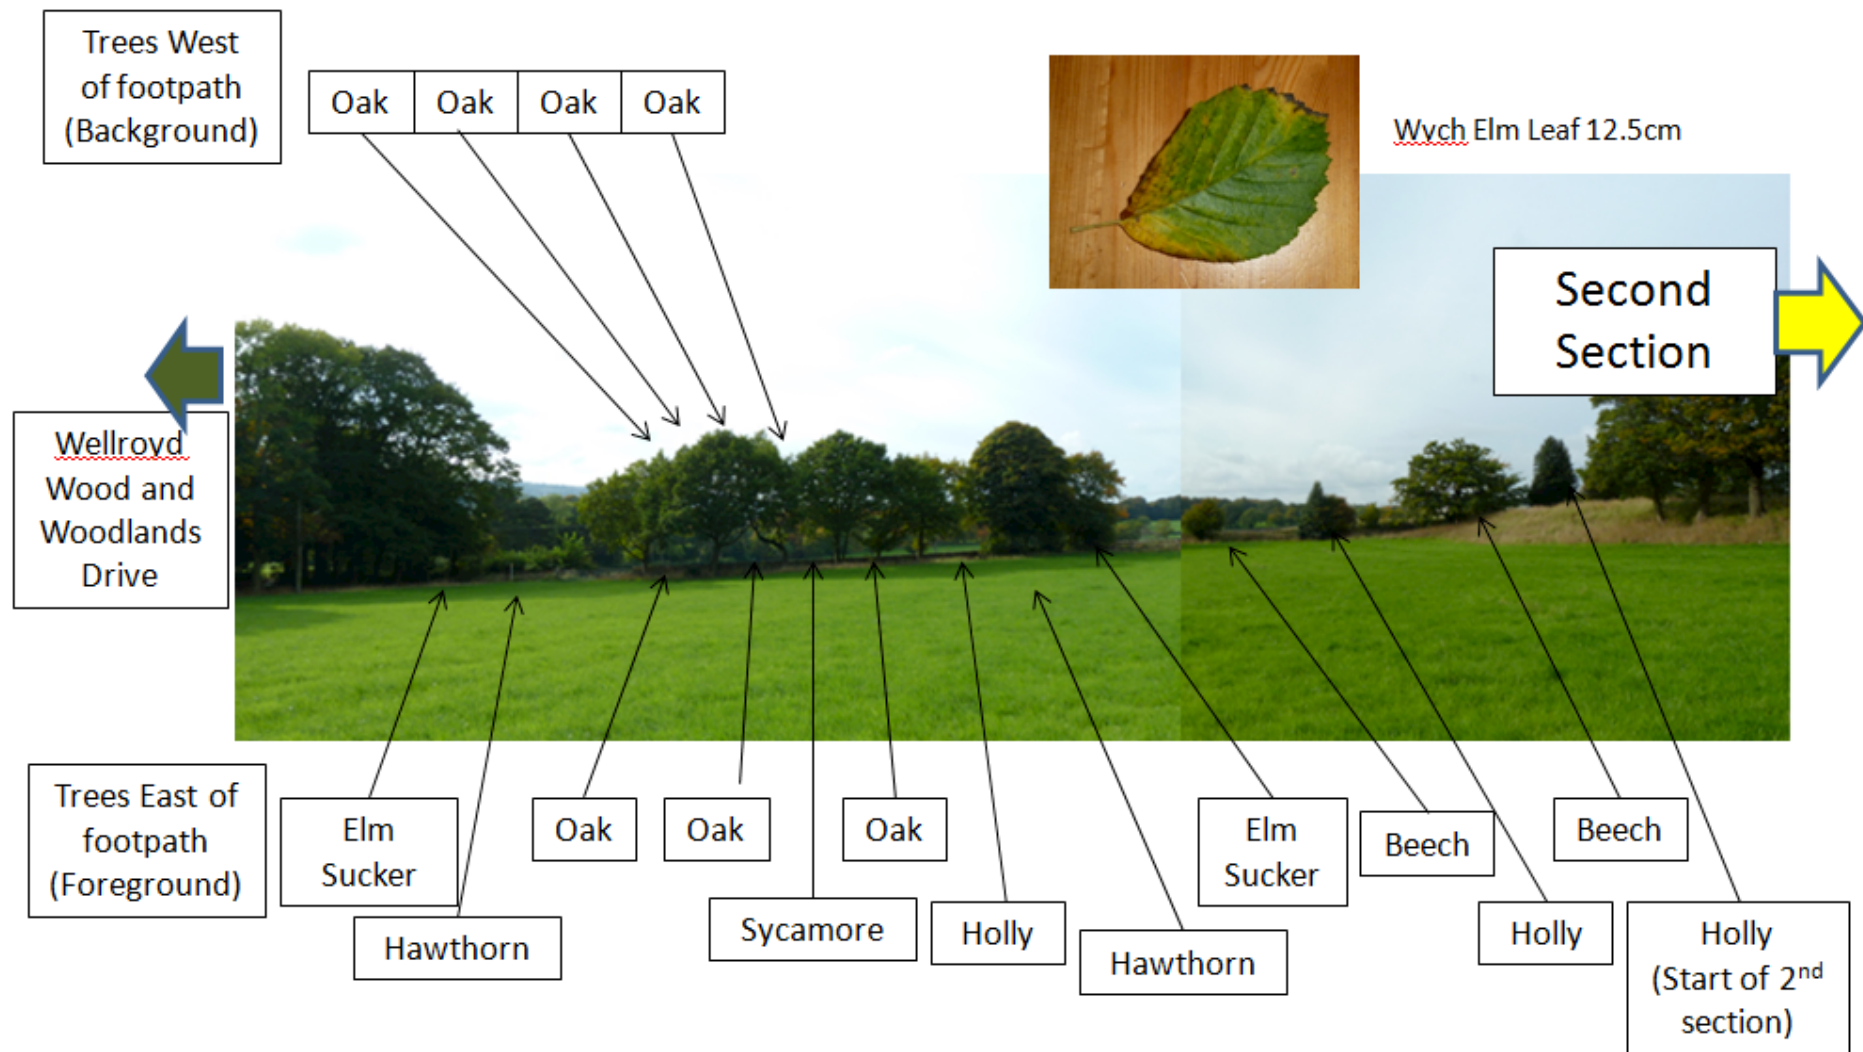 Trees West
of footpath
(Background)
Oak Oak Oak Oak
Wych Elm Leaf 12.5cm
Second
Section
Wellroyd
Wood and
Woodlands
Drive
Trees East of
footpath
(Foreground)
Elm
Sucker
Hawthorn
Oak
Oak
Sycamore
Oak
Holly
Hawthorn
Elm
Sucker
Beech
Holly
Beech
Holly
(Start of 2nd
section)